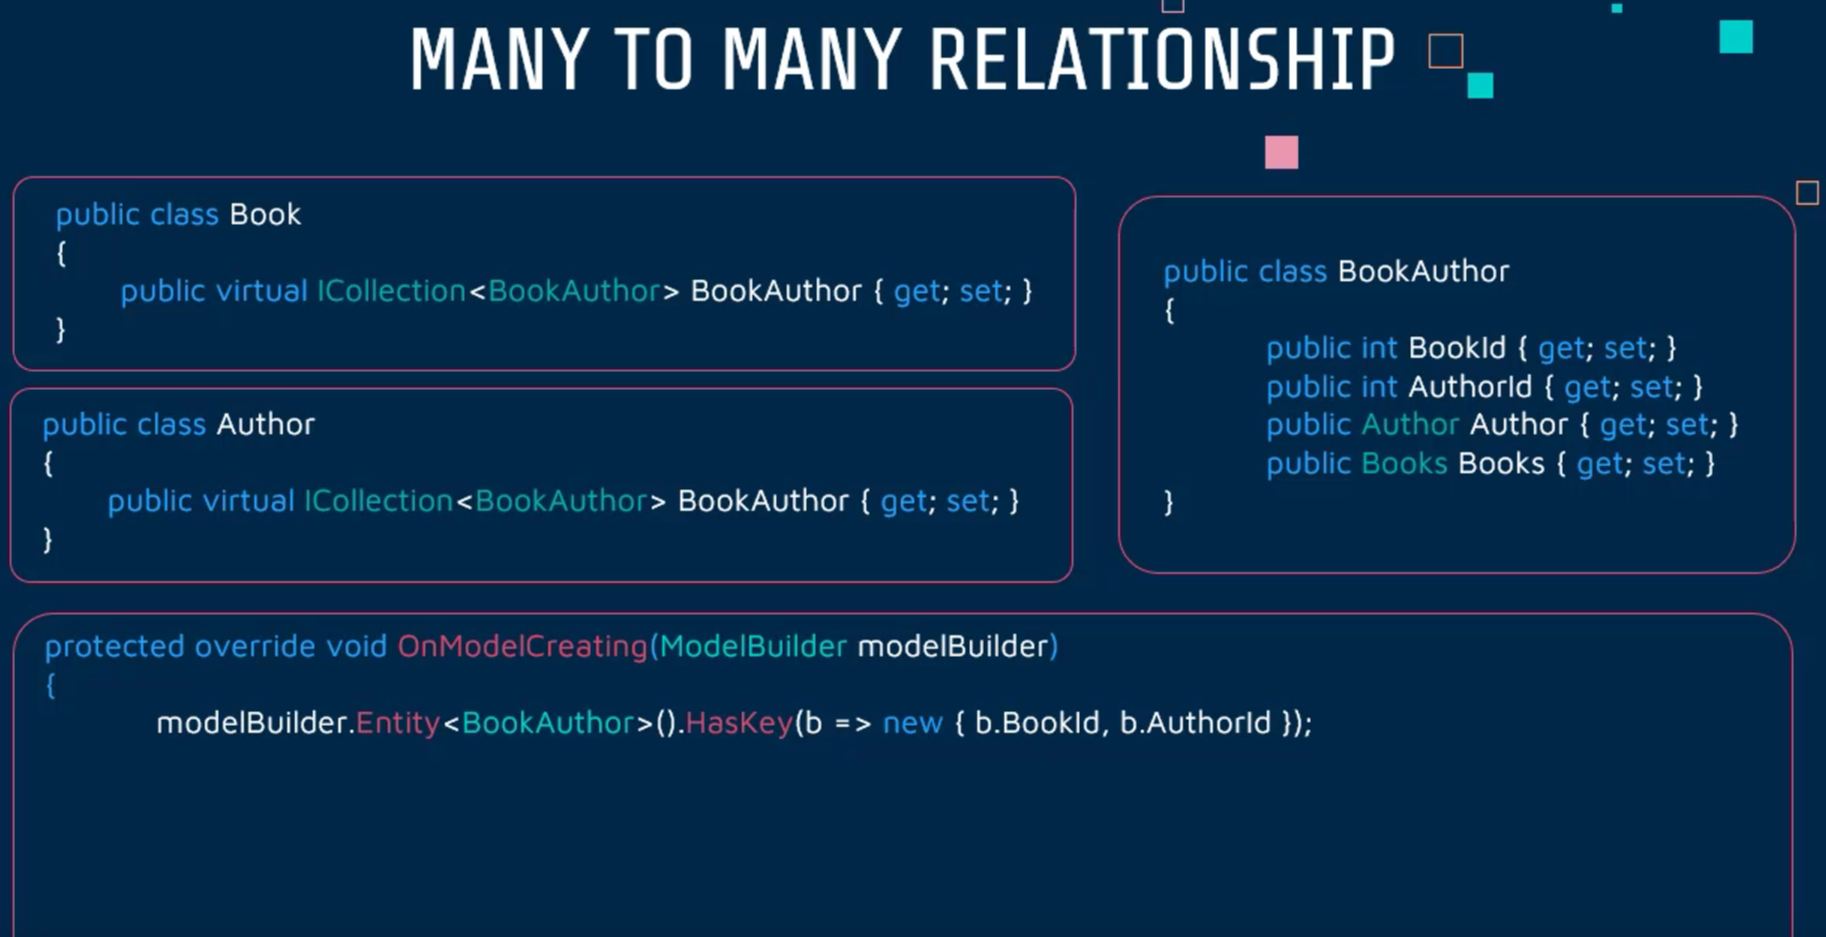 MANY TO MANY RELATIONSHIP
public class Book
{
public virtual ICollection<BookAuthor> BookAuthor { get; set; }
}
public class Author
{
public virtual ICollection<BookAuthor> BookAuthor { get; set; }
}
public class BookAuthor
{
public int BookId { get; set; }
public int AuthorId { get; set; }
public Author Author { get; set; }
public Books Books { get; set; }
}
protected override void OnModelCreating(ModelBuilder modelBuilder)
{
modelBuilder.Entity<BookAuthor>().HasKey(b => new { b.BookId, b.AuthorId });